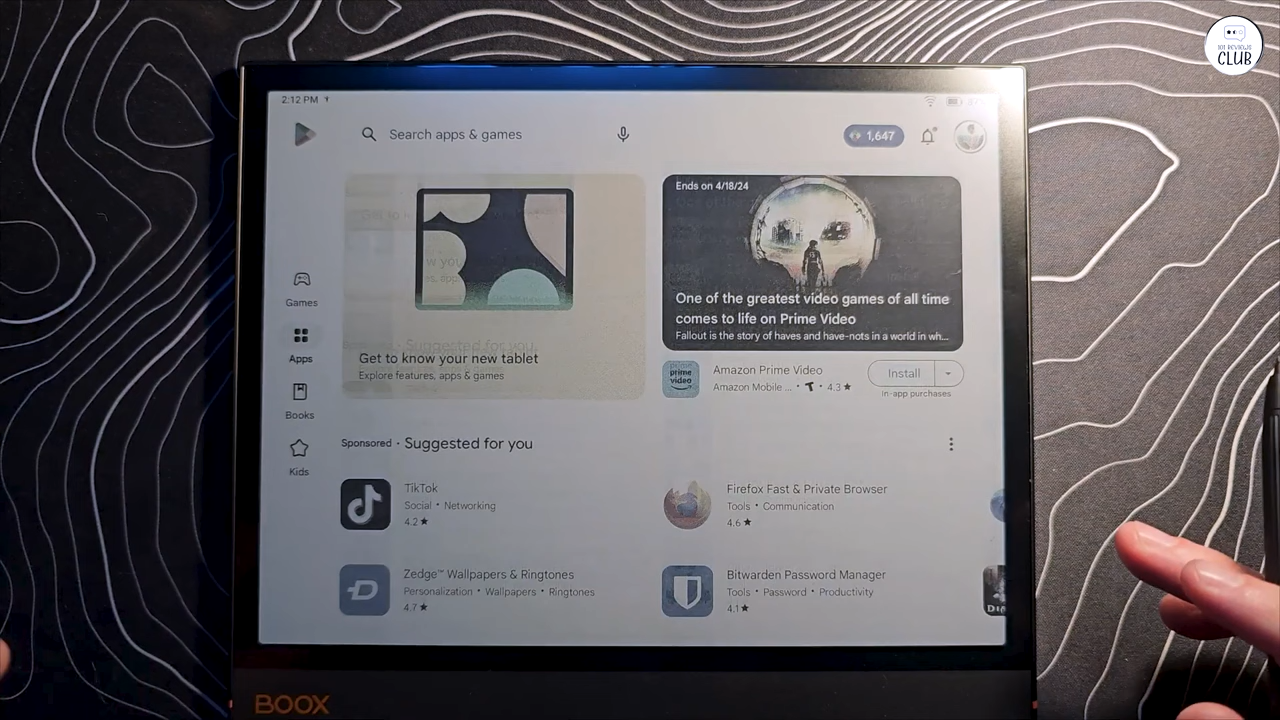 101 REVIEWS
CLUB
2:12 PM
Search apps & games
1,647
Games
Apps
Books
Kids
Get to know your new tablet
Explore features, apps & games
Ends on 4/18/24
One of the greatest video games of all time
comes to life on Prime Video
Fallout is the story of haves and have-nots in a world in wh...
prime
video
Amazon Prime Video
Amazon Mobile ... • T • 4.3★
Install
In-app purchases
Sponsored • Suggested for you
TikTok
Social • Networking
4.2★
Firefox Fast & Private Browser
Tools • Communication
4.6★
Zedge™ Wallpapers & Ringtones
Personalization • Wallpapers • Ringtones
4.7★
Bitwarden Password Manager
Tools • Password • Productivity
4.1★
BOOX